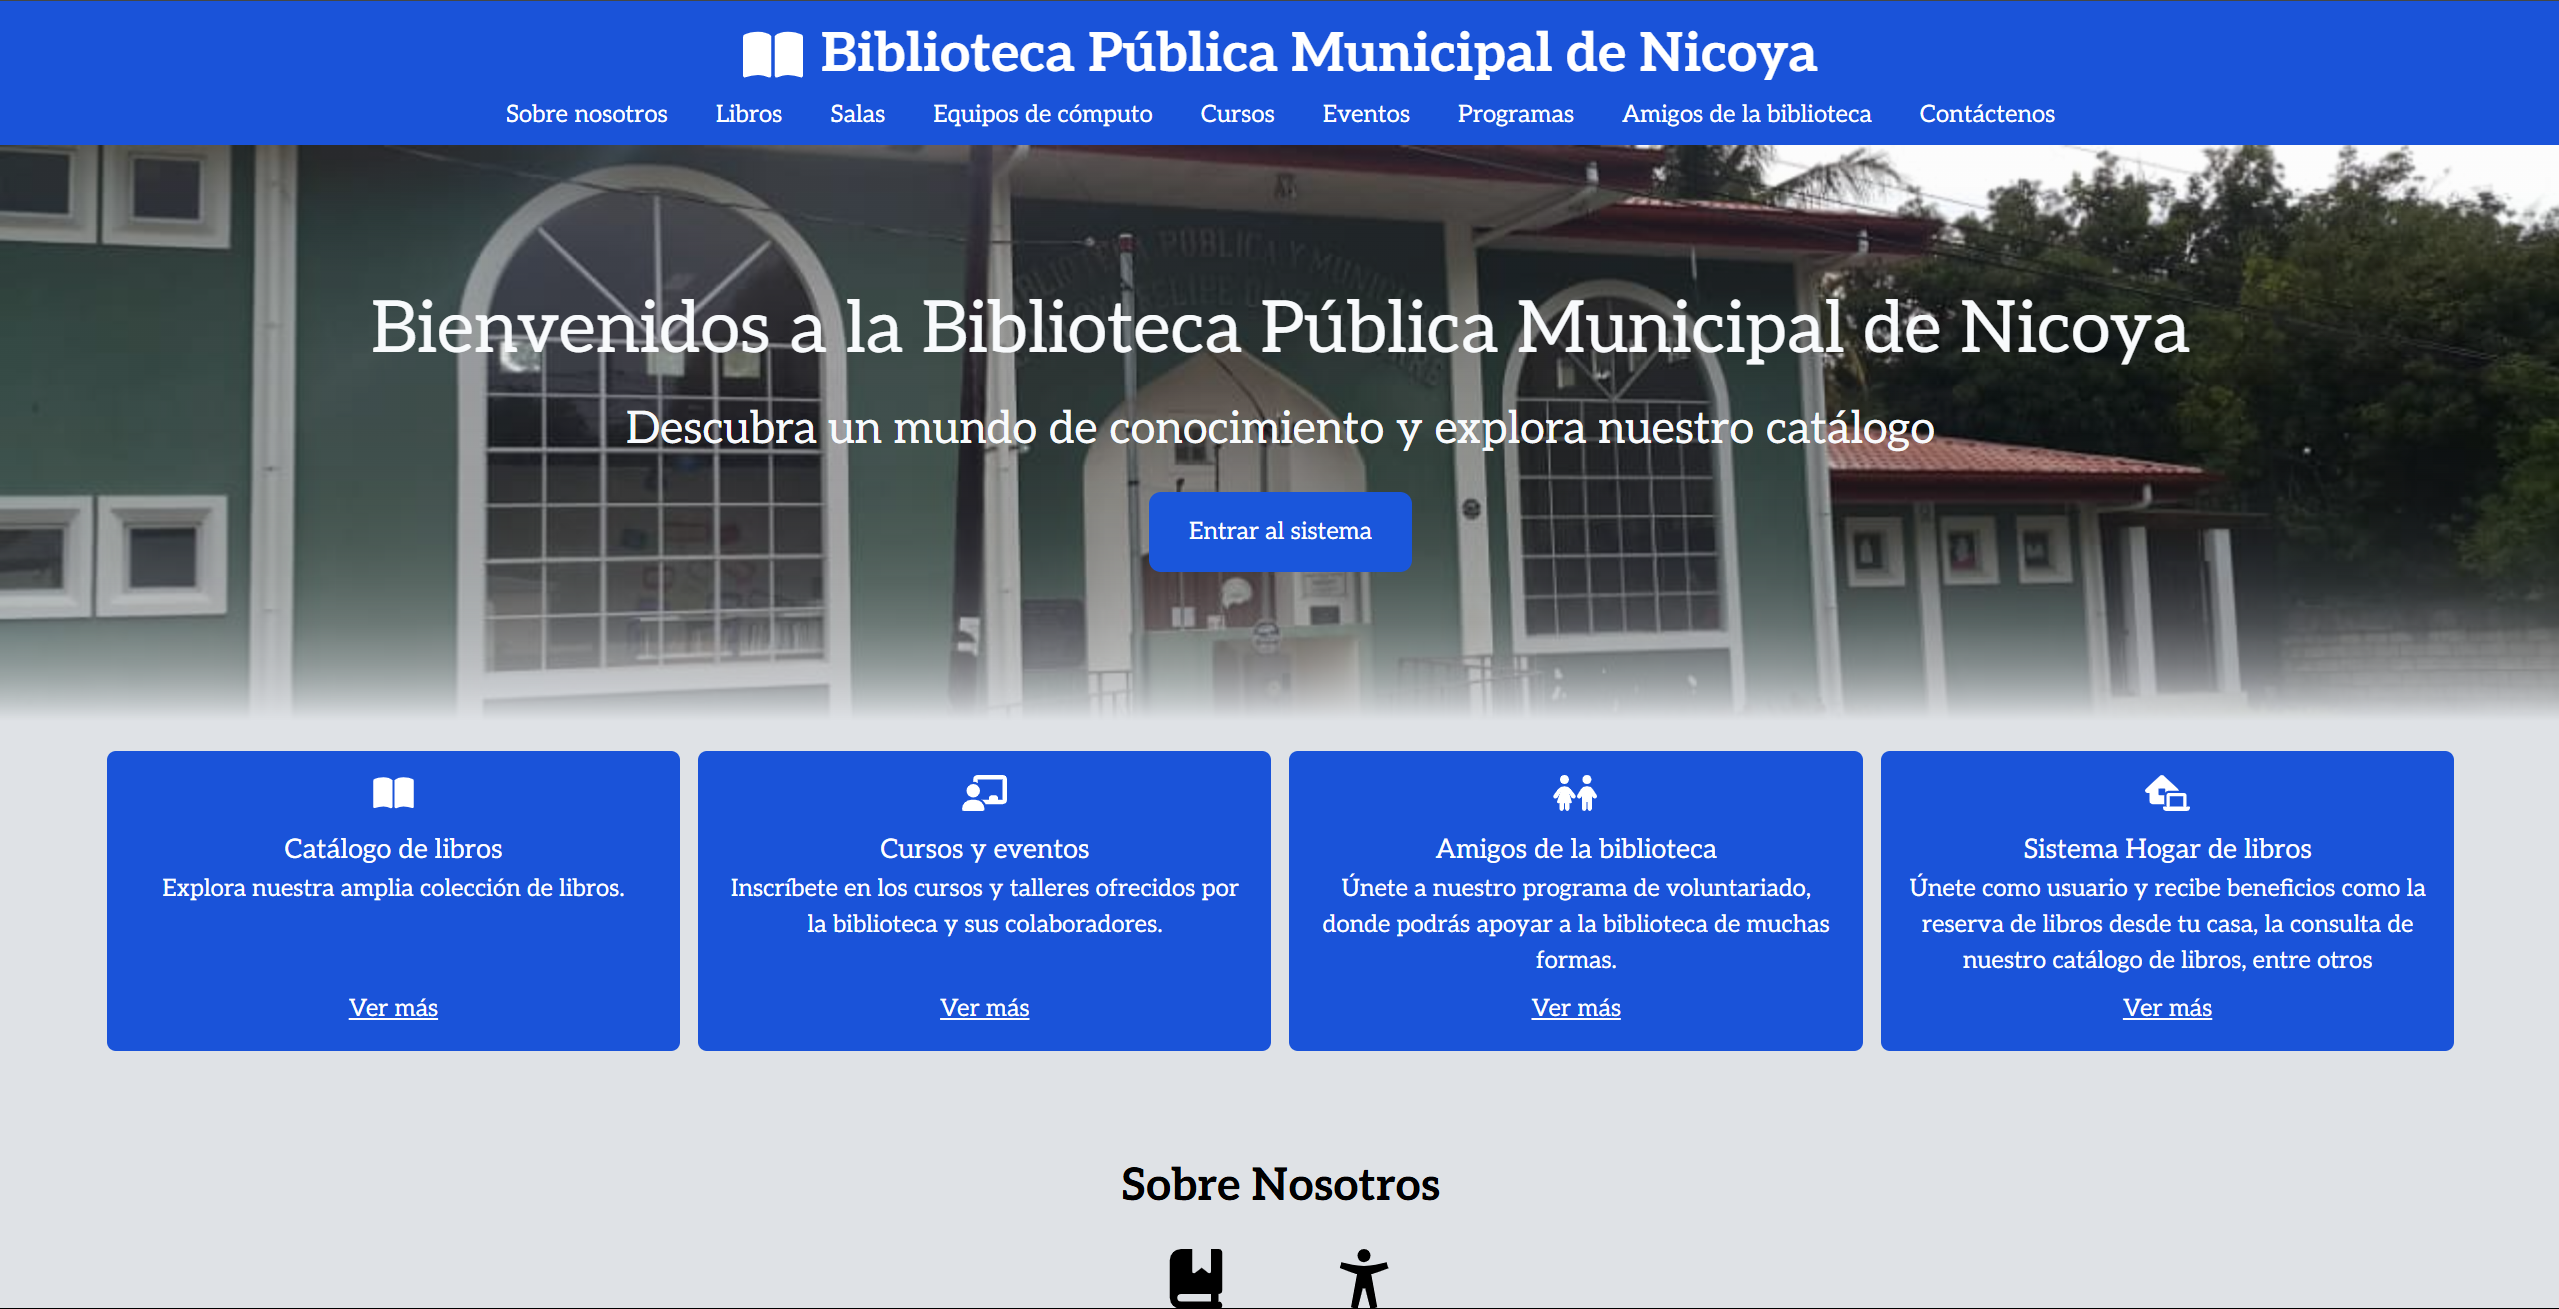 Biblioteca Pública Municipal de Nicoya
Sobre nosotros Libros Salas Equipos de cómputo Cursos Eventos Programas Amigos de la biblioteca Contáctenos
PÚBLICA Y
Bienvenidos a la Biblioteca Pública Municipal de Nicoya
Descubra un mundo de conocimiento y explora nuestro catálogo
Entrar al sistema
Catálogo de libros
Explora nuestra amplia colección de libros.
Ver más
Cursos y eventos
Inscríbete en los cursos y talleres ofrecidos por
la biblioteca y sus colaboradores.
Ver más
Amigos de la biblioteca
Únete a nuestro programa de voluntariado,
donde podrás apoyar a la biblioteca de muchas
formas.
Ver más
Sistema Hogar de libros
Únete como usuario y recibe beneficios como la
reserva de libros desde tu casa, la consulta de
nuestro catálogo de libros, entre otros
Ver más
Sobre Nosotros